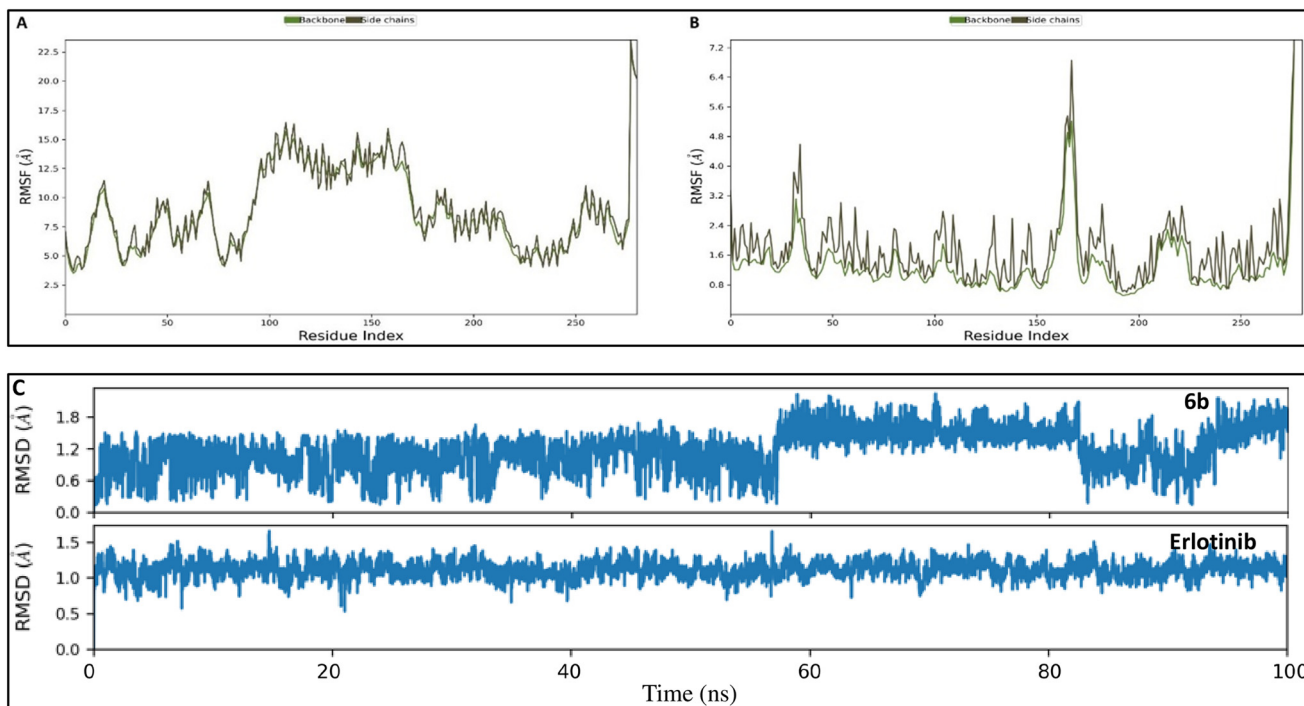 A
Backbone Side chains
RMSF (Å)
22.5
20.0
17.5
15.0
12.5
10.0
7.5
5.0
2.5
0 50 100 150 200 250
Residue Index
B
Backbone Side chains
RMSF (Å)
7.2
6.4
5.6
4.8
4.0
3.2
2.4
1.6
0.8
0 50 100 150 200 250
Residue Index
C
6b
RMSD (Å)
1.8
1.2
0.6
0.0
Erlotinib
RMSD (Å)
1.5
1.0
0.5
0.0
0 20 40 60 80 100
Time (ns)